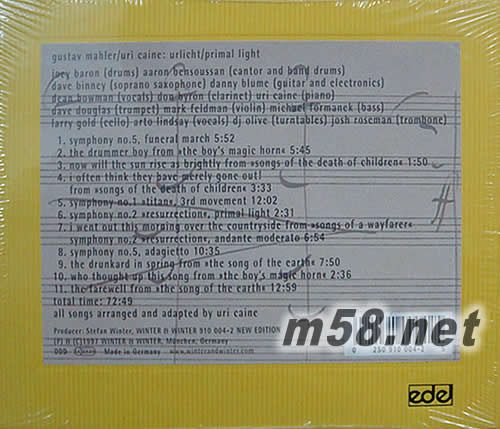 gustav mahler/uri caine: urlicht/primal light
joey baron (drums) aaron bensoussan (cantor and hand drums)
dave binney (soprano saxophone) danny blume (guitar and electronics)
dean bowman (vocals) don byron (clarinet) uri caine (piano)
dave douglas (trumpet) mark feldman (violin) michael formanek (bass)
larry gold (cello) arto lindsay (vocals) dj olive (turntables) josh roseman (trombone)
1. symphony no.5, funeral march 5:52
2. the drummer boy from »the boy's magic horn« 5:45
3. now will the sun rise as brightly from »songs of the death of children« 1:50
4. i often think they have merely gone out!
from »songs of the death of children« 3:33
5. symphony no.1 »titan«, 3rd movement 12:02
6. symphony no.2 »resurrection«, primal light 2:31
7. i went out this morning over the countryside from »songs of a wayfarer«
symphony no.2 »resurrection«, andante moderato 6:54
8. symphony no.5, adagietto 10:35
9. the drunkard in spring from »the song of the earth« 7:50
10. who thought up this song from »the boy's magic horn« 2:36
11. the farewell from »the song of the earth« 12:59
total time: 72:49
all songs arranged and adapted by uri caine
Producer: Stefan Winter, WINTER & WINTER 910 004-2 NEW EDITION
(P) & (C) 1997 WINTER & WINTER, München, Germany
009 Made in Germany www.winterandwinter.com
0 250 910 004-2
m58.net
edel